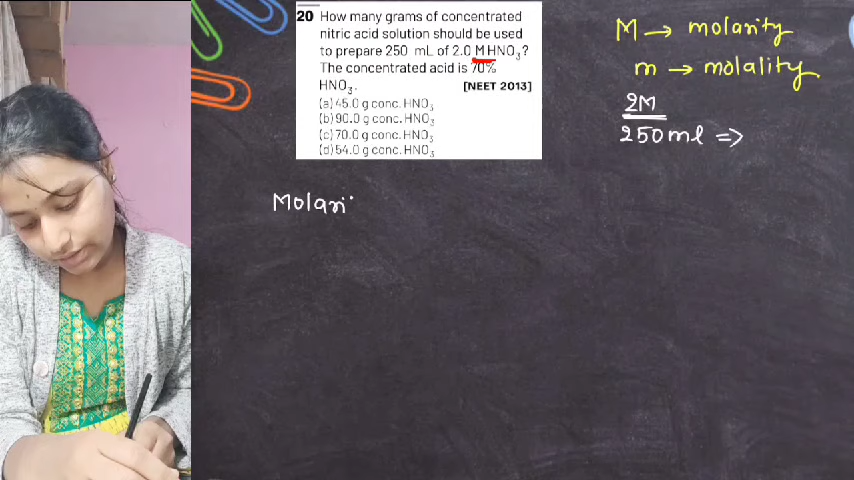 20 How many grams of concentrated
nitric acid solution should be used
to prepare 250 mL of 2.0 M HNO₃?
The concentrated acid is 70%
HNO₃. [NEET 2013]
(a) 45.0 g conc. HNO₃
(b) 90.0 g conc. HNO₃
(c) 70.0 g conc. HNO₃
(d) 54.0 g conc. HNO₃
M → molarity
m → molality
2M
250 ml ⇒
Molari